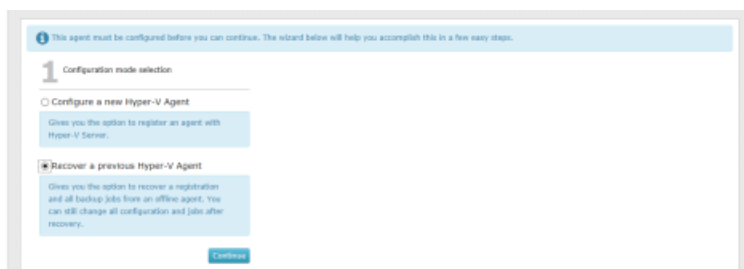 This agent must be configured before you can continue. The wizard below will help you accomplish this in a few easy steps.
1 Configuration mode selection
Configure a new Hyper-V Agent
Gives you the option to register an agent with
Hyper-V Server.
Recover a previous Hyper-V Agent
Gives you the option to recover a registration
and all backup jobs from an offline agent. You
can still change all configuration and jobs after
recovery.
Continue